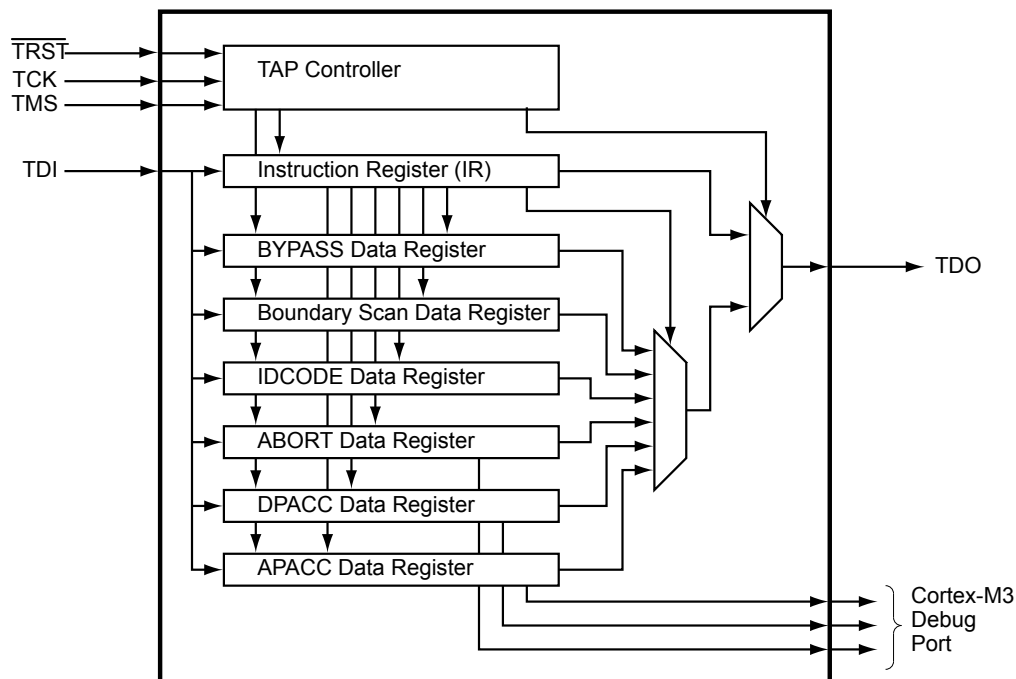 TRST
TCK
TMS
TDI
TAP Controller
Instruction Register (IR)
BYPASS Data Register
Boundary Scan Data Register
IDCODE Data Register
ABORT Data Register
DPACC Data Register
APACC Data Register
TDO
Cortex-M3
Debug
Port